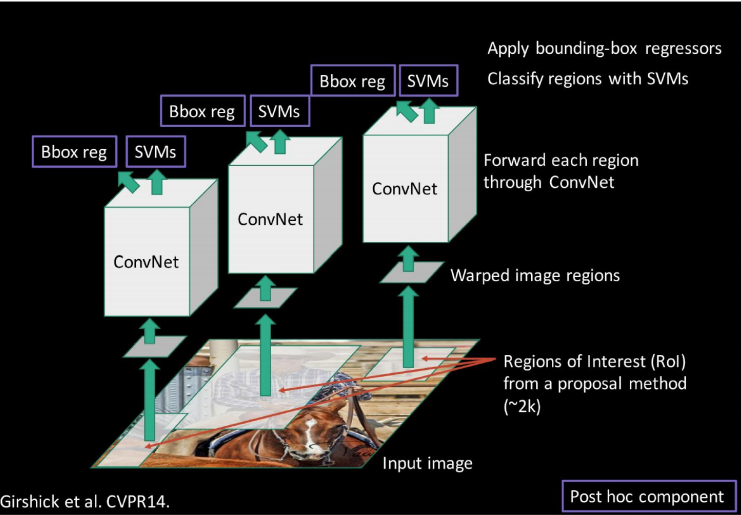 Apply bounding-box regressors
Bbox reg
SVMs
Classify regions with SVMs
Bbox reg
SVMs
Bbox reg
SVMs
Forward each region
through ConvNet
ConvNet
ConvNet
ConvNet
Warped image regions
Regions of Interest (RoI)
from a proposal method
(~2k)
Input image
Girshick et al. CVPR14.
Post hoc component